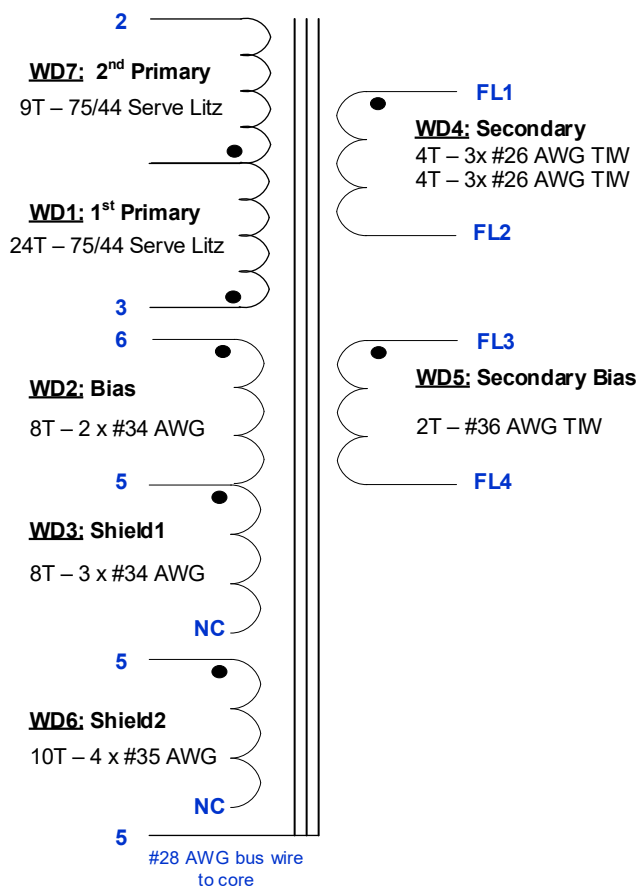 2
WD7: 2nd Primary
9T – 75/44 Serve Litz
WD1: 1st Primary
24T – 75/44 Serve Litz
3
6
WD2: Bias
8T – 2 x #34 AWG
5
WD3: Shield1
8T – 3 x #34 AWG
NC
5
WD6: Shield2
10T – 4 x #35 AWG
NC
5
#28 AWG bus wire
to core
FL1
WD4: Secondary
4T – 3x #26 AWG TIW
4T – 3x #26 AWG TIW
FL2
FL3
WD5: Secondary Bias
2T – #36 AWG TIW
FL4